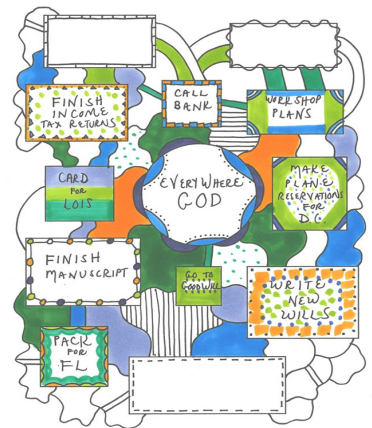 FINISH
INCOME
TAX RETURNS
CALL
BANK
WORKSHOP
PLANS
CARD
FOR
LOIS
EVERYWHERE
GOD
MAKE
PLANE
RESERVATIONS
FOR
DC
FINISH
MANUSCRIPT
GO TO
GOODWILL
WRITE
NEW
WILLS
PACK
FOR
FL